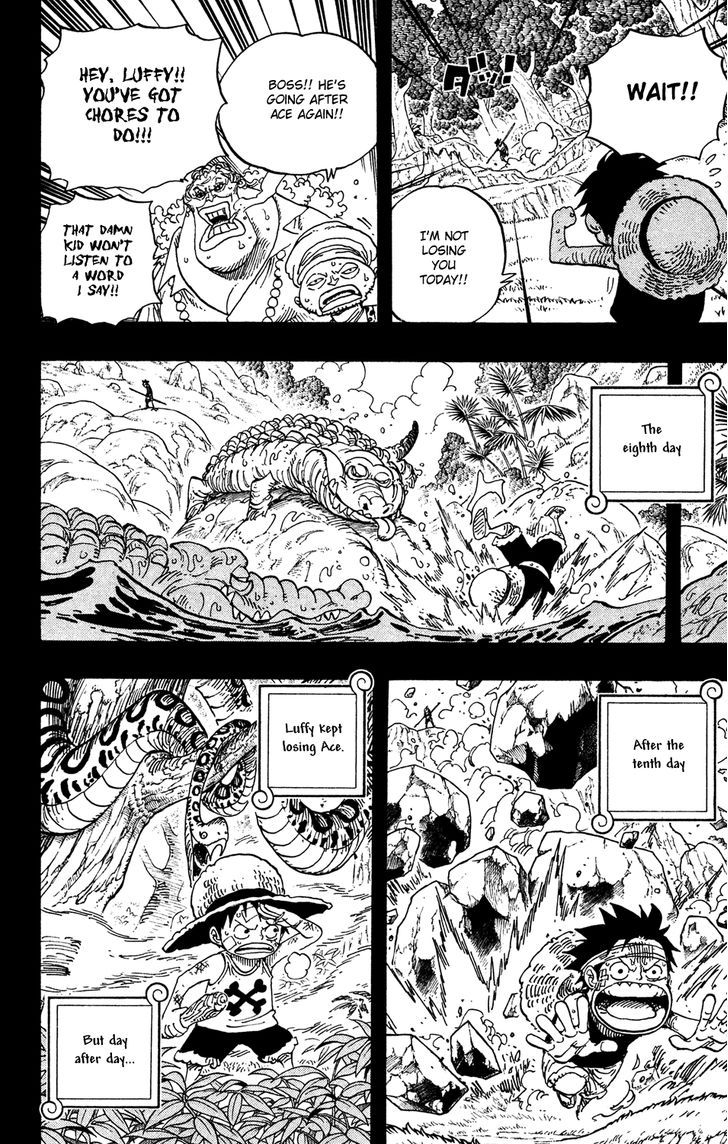 WAIT!!
ダッ!
I'M NOT
LOSING
YOU
TODAY!!
BOSS!! HE'S
GOING AFTER
ACE AGAIN!!
HEY, LUFFY!!
YOU'VE GOT
CHORES TO
DO!!!
THAT DAMN
KID WON'T
LISTEN TO
A WORD
I SAY!!
The
eighth day
After the
tenth day
Luffy kept
losing Ace.
But day
after day...